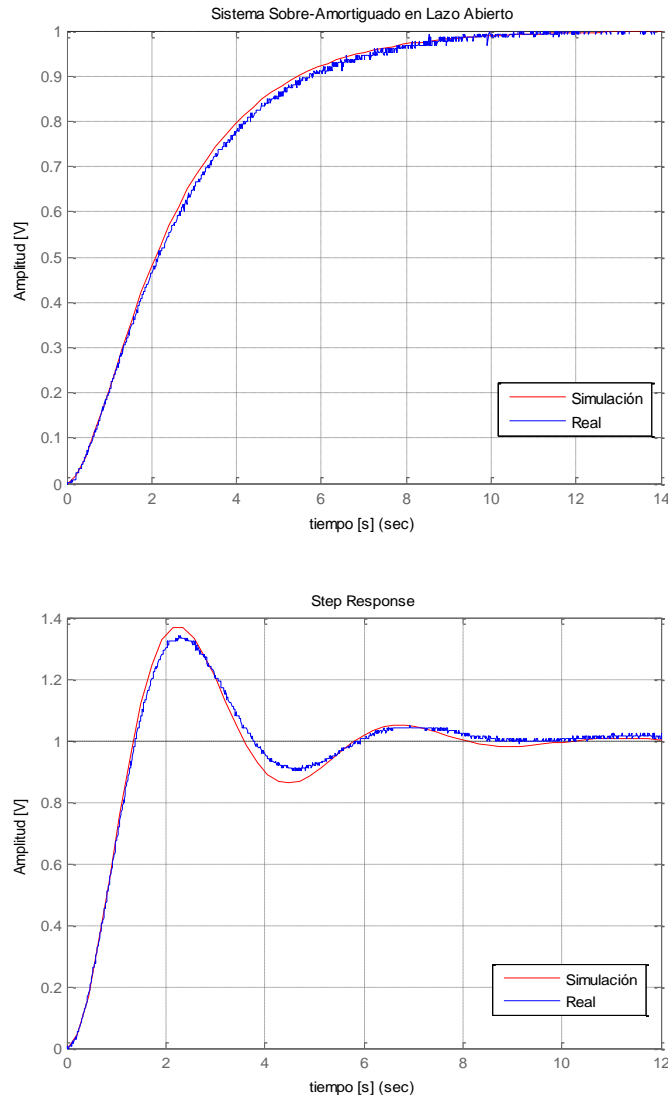 Sistema Sobre-Amortiguado en Lazo Abierto
1
0.9
0.8
0.7
0.6
0.5
0.4
0.3
0.2
0.1
0
Amplitud [V]
Simulación
Real
0 2 4 6 8 10 12 14
tiempo [s] (sec)
Step Response
1.4
1.2
1
0.8
0.6
0.4
0.2
0
Amplitud [V]
Simulación
Real
0 2 4 6 8 10 12
tiempo [s] (sec)